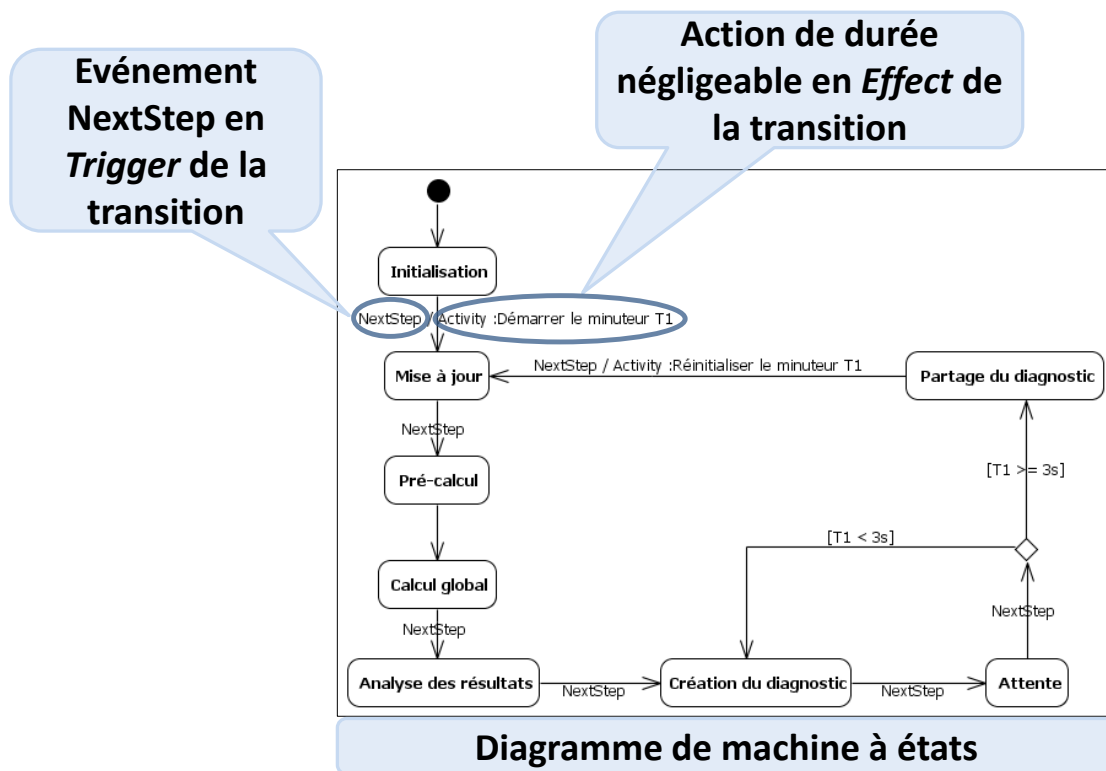 Evénement
NextStep en
Trigger de la
transition
Action de durée
négligeable en Effect de
la transition
Initialisation
NextStep / Activity :Démarrer le minuteur T1
Mise à jour
NextStep / Activity :Réinitialiser le minuteur T1
Partage du diagnostic
NextStep
Pré-calcul
[T1 >= 3s]
[T1 < 3s]
Calcul global
NextStep
NextStep
Analyse des résultats
NextStep
Création du diagnostic
NextStep
Attente
Diagramme de machine à états